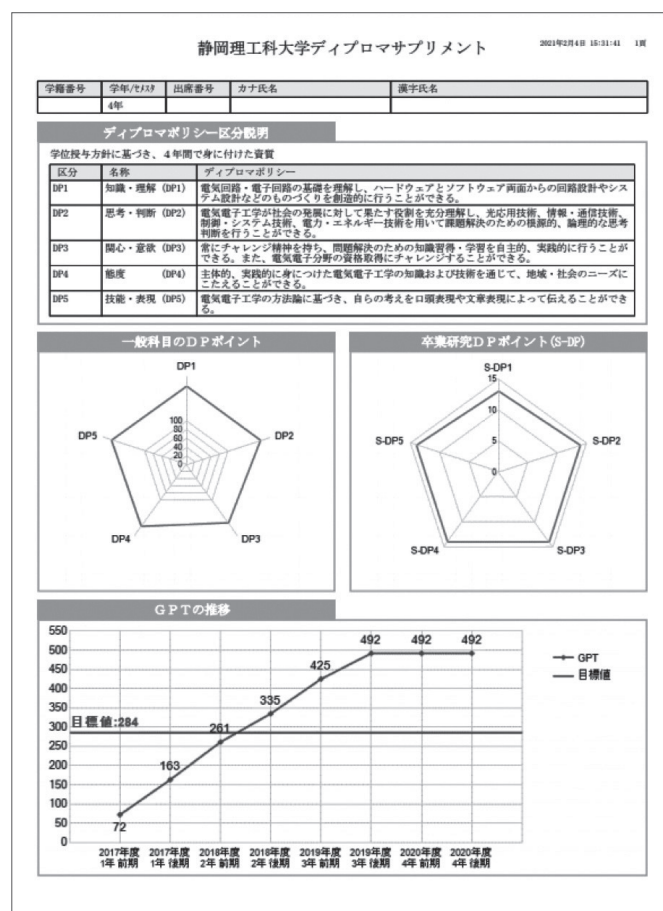 静岡理工科大学ディプロマサプリメント
2021年2月4日 15:31:41 1頁
学籍番号 学年/ｾﾒｽﾀ 出席番号 カナ氏名 漢字氏名
4年
ディプロマポリシー区分説明
学位授与方針に基づき、4年間で身に付けた資質
区分 名称 ディプロマポリシー
DP1 知識・理解 (DP1) 電気回路・電子回路の基礎を理解し、ハードウェアとソフトウェア両面からの回路設計やシス
テム設計などのものづくりを創造的に行うことができる。
DP2 思考・判断 (DP2) 電気電子工学が社会の発展に対して果たす役割を充分理解し、光応用技術、情報・通信技術、
制御・システム技術、電力・エネルギー技術を用いて課題解決のための根源的、論理的な思考
判断を行うことができる。
DP3 関心・意欲 (DP3) 常にチャレンジ精神を持ち、問題解決のための知識習得・学習を自主的、実践的に行うことが
できる。また、電気電子分野の資格取得にチャレンジすることができる。
DP4 態度 (DP4) 主体的、実践的に身につけた電気電子工学の知識および技術を通じて、地域・社会のニーズに
こたえることができる。
DP5 技能・表現 (DP5) 電気電子工学の方法論に基づき、自らの考えを口頭表現や文章表現によって伝えることができ
る。
一般科目のDPポイント
DP1
100
80
60
40
20
0
DP5
DP2
DP4
DP3
卒業研究DPポイント(S-DP)
S-DP1
15
10
5
0
S-DP5
S-DP2
S-DP4
S-DP3
GPTの推移
550
500
450
400
350
300
250
200
150
100
50
0
目標値:284
72
163
261
335
425
492
492
492
GPT
目標値
2017年度 2017年度 2018年度 2018年度 2019年度 2019年度 2020年度 2020年度
1年 前期 1年 後期 2年 前期 2年 後期 3年 前期 3年 後期 4年 前期 4年 後期